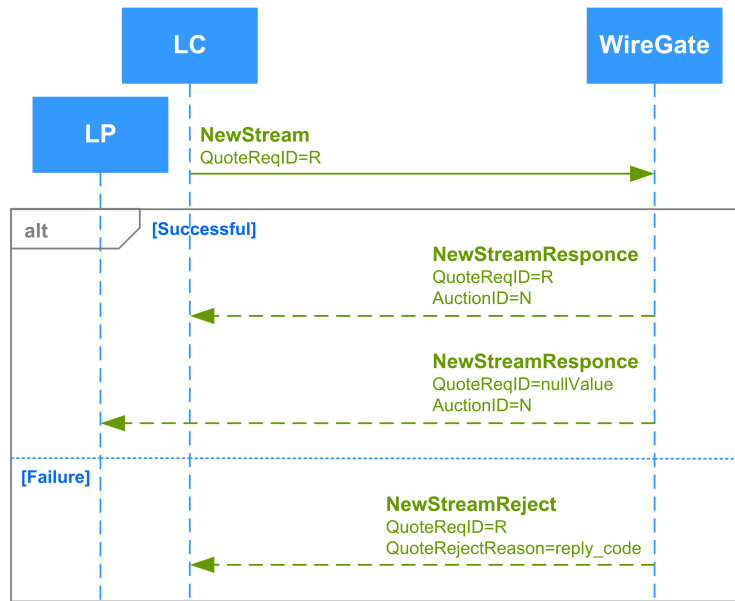 LC
WireGate
LP
NewStream
QuoteReqID=R
alt
[Successful]
NewStreamResponce
QuoteReqID=R
AuctionID=N
NewStreamResponce
QuoteReqID=nullValue
AuctionID=N
[Failure]
NewStreamReject
QuoteReqID=R
QuoteRejectReason=reply_code